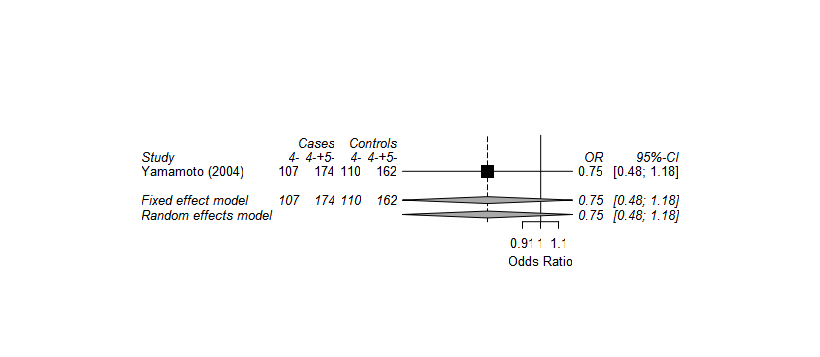 Cases Controls
Study 4- 4-+5- 4- 4-+5- OR 95%-CI
Yamamoto (2004) 107 174 110 162 0.75 [0.48; 1.18]
Fixed effect model 107 174 110 162 0.75 [0.48; 1.18]
Random effects model 0.75 [0.48; 1.18]
0.91 1 1.1
Odds Ratio